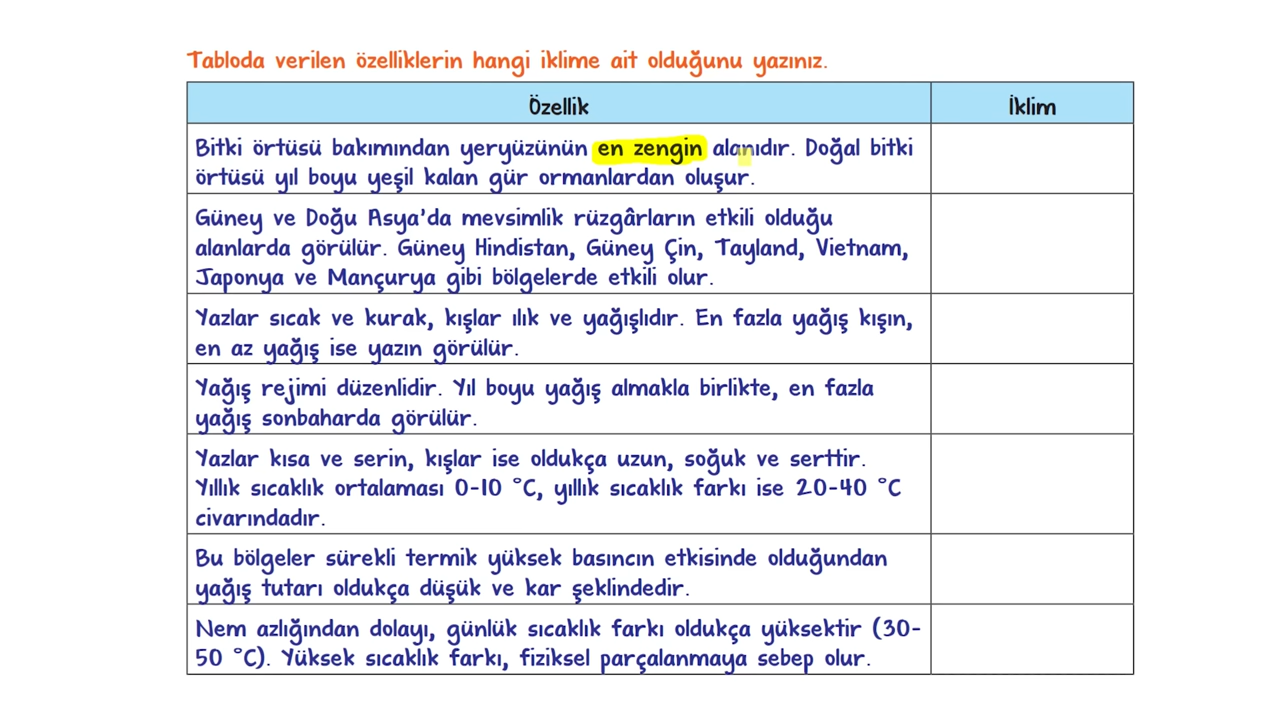 Tabloda verilen özelliklerin hangi iklime ait olduğunu yazınız.
Özellik
İklim
Bitki örtüsü bakımından yeryüzünün en zengin alanıdır. Doğal bitki
örtüsü yıl boyu yeşil kalan gür ormanlardan oluşur.
Güney ve Doğu Asya'da mevsimlik rüzgârların etkili olduğu
alanlarda görülür. Güney Hindistan, Güney Çin, Tayland, Vietnam,
Japonya ve Mançurya gibi bölgelerde etkili olur.
Yazlar sıcak ve kurak, kışlar ılık ve yağışlıdır. En fazla yağış kışın,
en az yağış ise yazın görülür.
Yağış rejimi düzenlidir. Yıl boyu yağış almakla birlikte, en fazla
yağış sonbaharda görülür.
Yazlar kısa ve serin, kışlar ise oldukça uzun, soğuk ve serttir.
Yıllık sıcaklık ortalaması 0-10 °C, yıllık sıcaklık farkı ise 20-40 °C
civarındadır.
Bu bölgeler sürekli termik yüksek basıncın etkisinde olduğundan
yağış tutarı oldukça düşük ve kar şeklindedir.
Nem azlığından dolayı, günlük sıcaklık farkı oldukça yüksektir (30-
50 °C). Yüksek sıcaklık farkı, fiziksel parçalanmaya sebep olur.